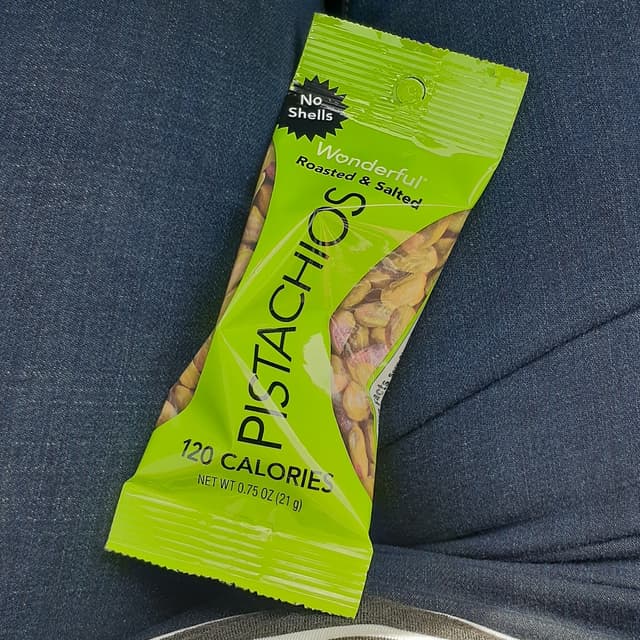 No
Shells
Wonderful®
Roasted & Salted
PISTACHIOS
120 CALORIES
NET WT 0.75 OZ (21 g)